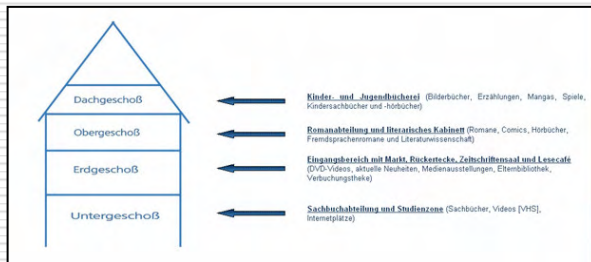 Dachgeschoß
Kinder- und Jugendbücherei (Bilderbücher, Erzählungen, Mangas, Spiele,
Kindersachbücher und -hörbücher)
Obergeschoß
Romanabteilung und literarisches Kabinett (Romane, Comics, Hörbücher,
Fremdsprachenromane und Literaturwissenschaft)
Erdgeschoß
Eingangsbereich mit Markt, Rückertecke, Zeitschriftensaal und Lesecafé
(DVD-Videos, aktuelle Neuheiten, Medienausstellungen, Elternbibliothek,
Verbuchungstheke)
Untergeschoß
Sachbuchabteilung und Studienzone (Sachbücher, Videos [VHS],
Internetplätze)